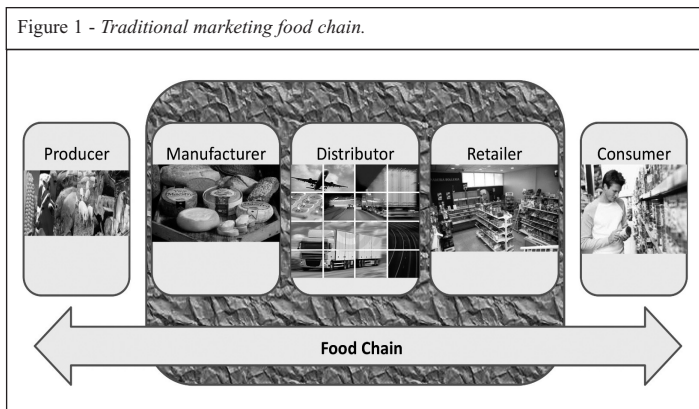 Figure 1 - Traditional marketing food chain.
Producer
Manufacturer
Distributor
Retailer
Consumer
Food Chain